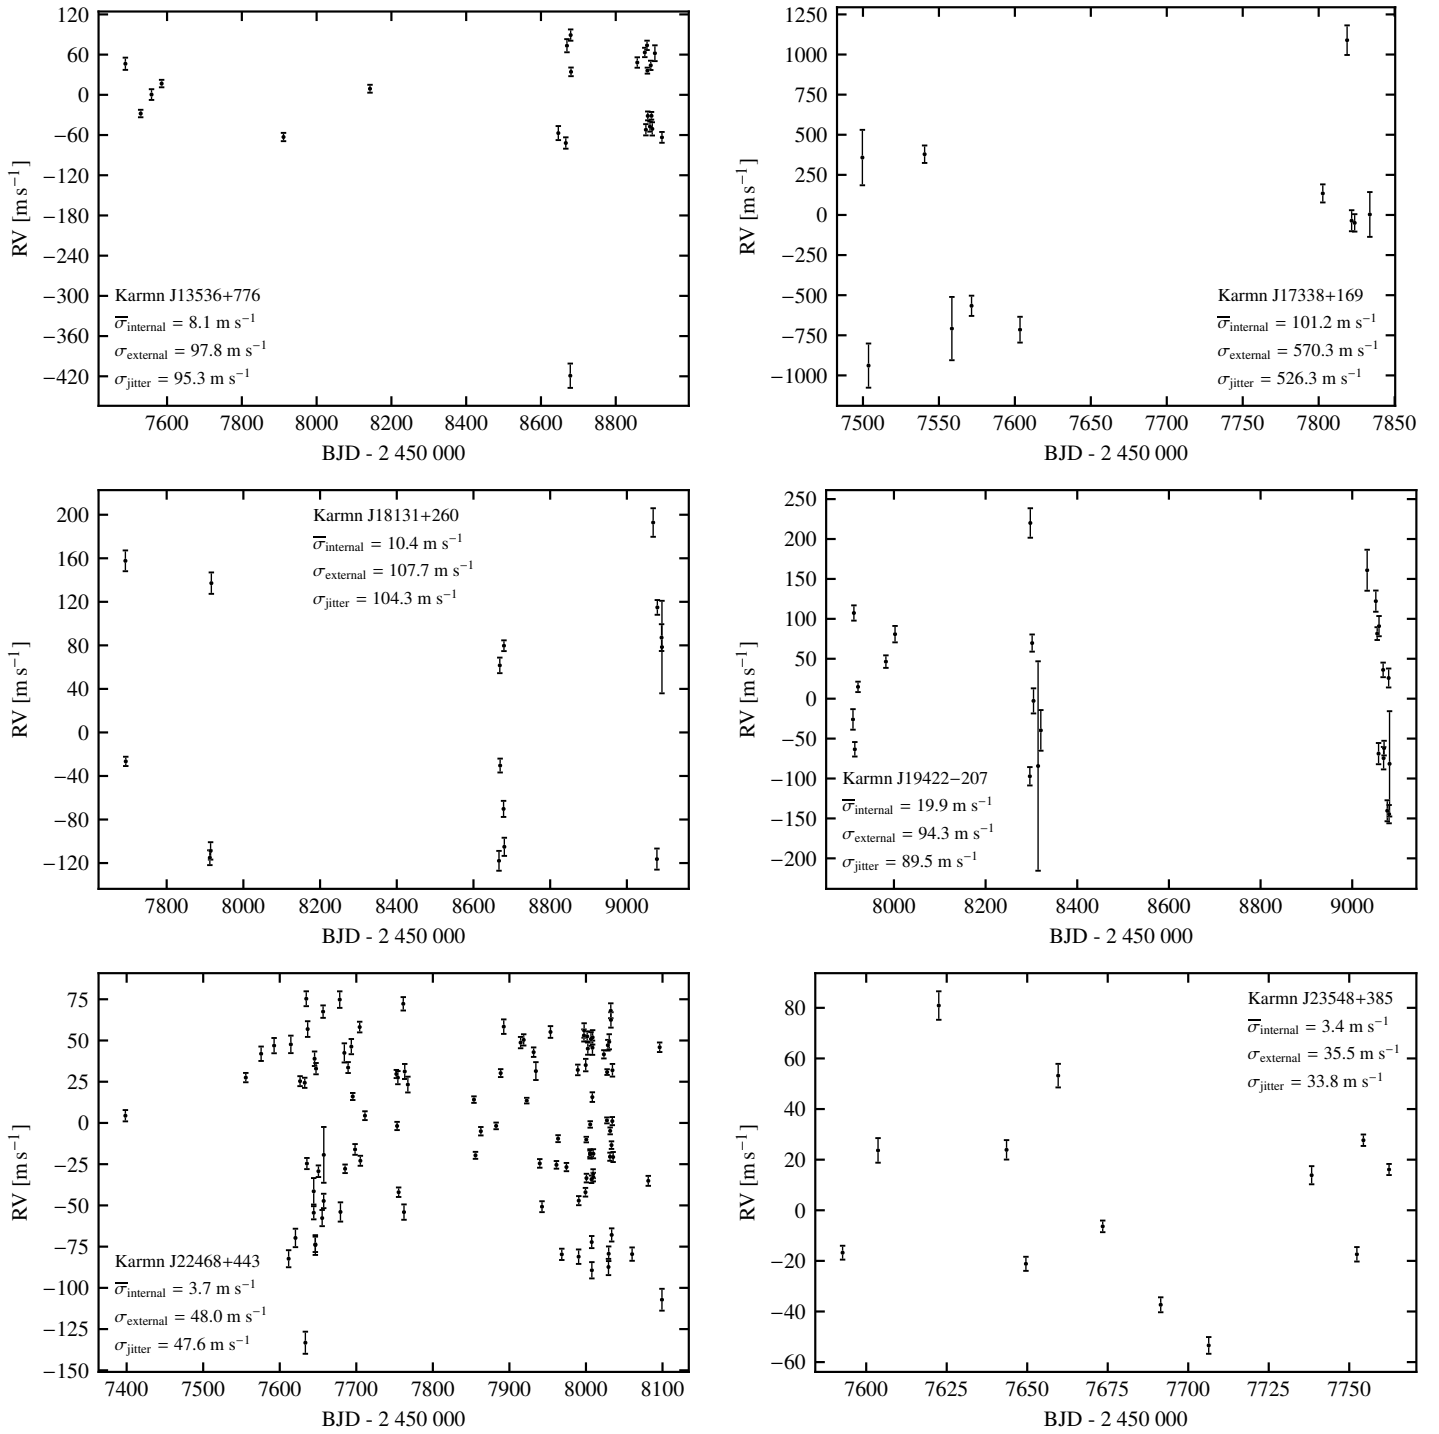 120
60
0
−60
−120
−180
−240
−300
−360
−420
RV [m s−1]
Karmn J13536+776
σinternal = 8.1 m s−1
σexternal = 97.8 m s−1
σjitter = 95.3 m s−1
7600 7800 8000 8200 8400 8600 8800
BJD - 2 450 000
1250
1000
750
500
250
0
−250
−500
−750
−1000
RV [m s−1]
Karmn J17338+169
σinternal = 101.2 m s−1
σexternal = 570.3 m s−1
σjitter = 526.3 m s−1
7500 7550 7600 7650 7700 7750 7800 7850
BJD - 2 450 000
200
160
120
80
40
0
−40
−80
−120
RV [m s−1]
Karmn J18131+260
σinternal = 10.4 m s−1
σexternal = 107.7 m s−1
σjitter = 104.3 m s−1
7800 8000 8200 8400 8600 8800 9000
BJD - 2 450 000
250
200
150
100
50
0
−50
−100
−150
−200
RV [m s−1]
Karmn J19422−207
σinternal = 19.9 m s−1
σexternal = 94.3 m s−1
σjitter = 89.5 m s−1
8000 8200 8400 8600 8800 9000
BJD - 2 450 000
75
50
25
0
−25
−50
−75
−100
−125
−150
RV [m s−1]
Karmn J22468+443
σinternal = 3.7 m s−1
σexternal = 48.0 m s−1
σjitter = 47.6 m s−1
7400 7500 7600 7700 7800 7900 8000 8100
BJD - 2 450 000
80
60
40
20
0
−20
−40
−60
RV [m s−1]
Karmn J23548+385
σinternal = 3.4 m s−1
σexternal = 35.5 m s−1
σjitter = 33.8 m s−1
7600 7625 7650 7675 7700 7725 7750
BJD - 2 450 000